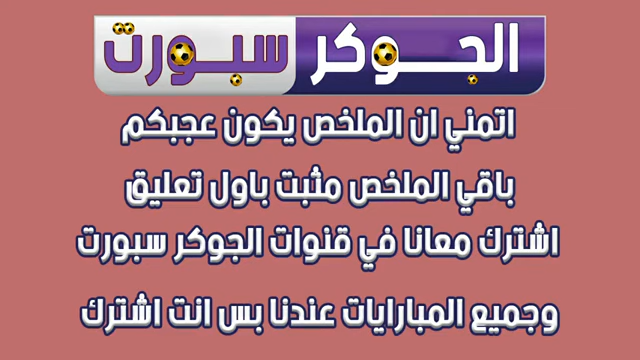 الجوكر سبورت
اتمني ان الملخص يكون عجبكم
باقي الملخص مثبت باول تعليق
اشترك معانا في قنوات الجوكر سبورت
وجميع المبارايات عندنا بس انت اشترك